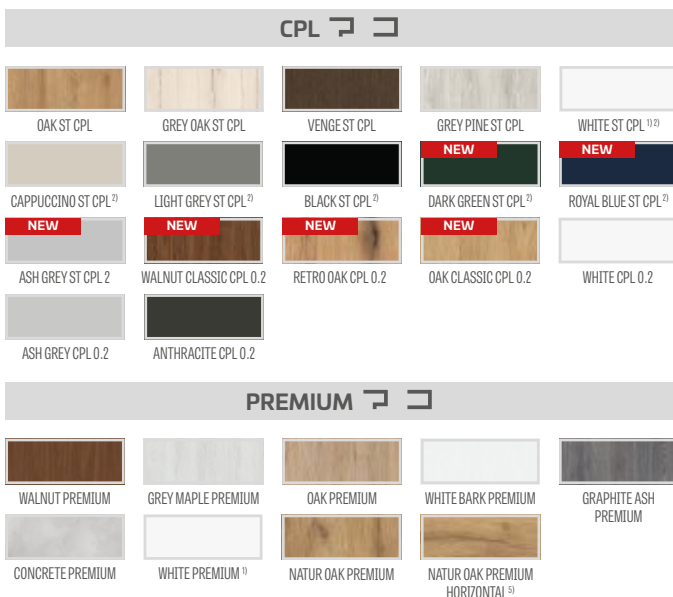 CPL
OAK ST CPL
GREY OAK ST CPL
VENGE ST CPL
GREY PINE ST CPL
WHITE ST CPL 1) 2)
NEW
NEW
CAPPUCCINO ST CPL 2)
LIGHT GREY ST CPL 2)
BLACK ST CPL 2)
DARK GREEN ST CPL 2)
ROYAL BLUE ST CPL 2)
NEW
NEW
NEW
NEW
ASH GREY ST CPL 2
WALNUT CLASSIC CPL 0.2
RETRO OAK CPL 0.2
OAK CLASSIC CPL 0.2
WHITE CPL 0.2
ASH GREY CPL 0.2
ANTHRACITE CPL 0.2
PREMIUM
WALNUT PREMIUM
GREY MAPLE PREMIUM
OAK PREMIUM
WHITE BARK PREMIUM
GRAPHITE ASH
PREMIUM
CONCRETE PREMIUM
WHITE PREMIUM 1)
NATUR OAK PREMIUM
NATUR OAK PREMIUM
HORIZONTAL 5)